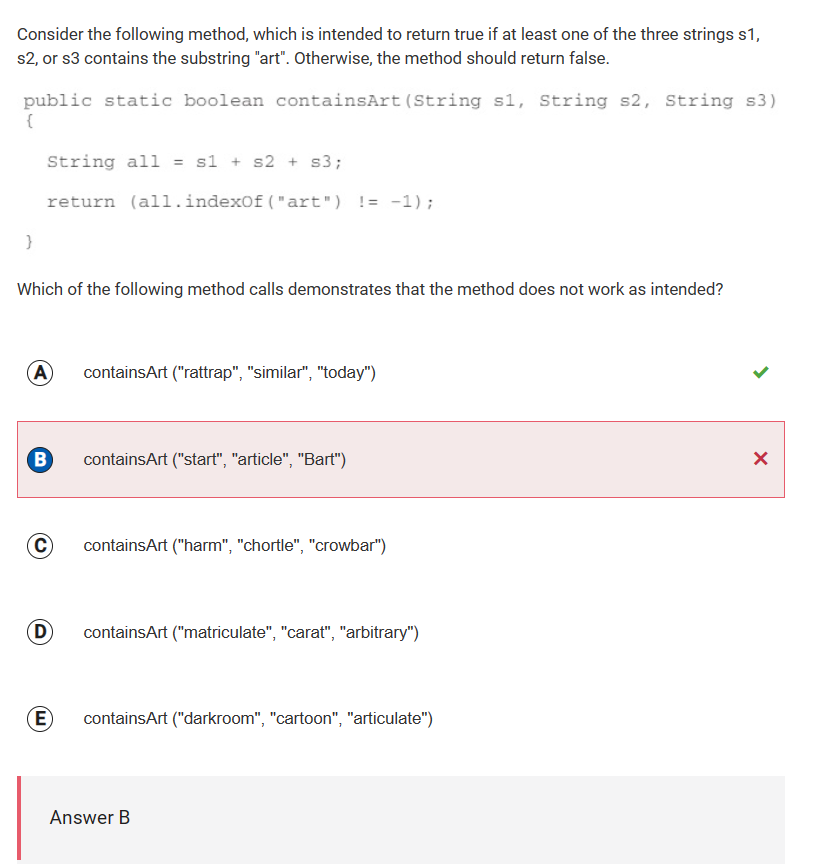 Consider the following method, which is intended to return true if at least one of the three strings s1,
s2, or s3 contains the substring "art". Otherwise, the method should return false.
public static boolean containsArt(String s1, String s2, String s3)
{
String all = s1 + s2 + s3;
return (all.indexOf("art") != -1);
}
Which of the following method calls demonstrates that the method does not work as intended?
A containsArt ("rattrap", "similar", "today")
B containsArt ("start", "article", "Bart")
C containsArt ("harm", "chortle", "crowbar")
D containsArt ("matriculate", "carat", "arbitrary")
E containsArt ("darkroom", "cartoon", "articulate")
Answer B